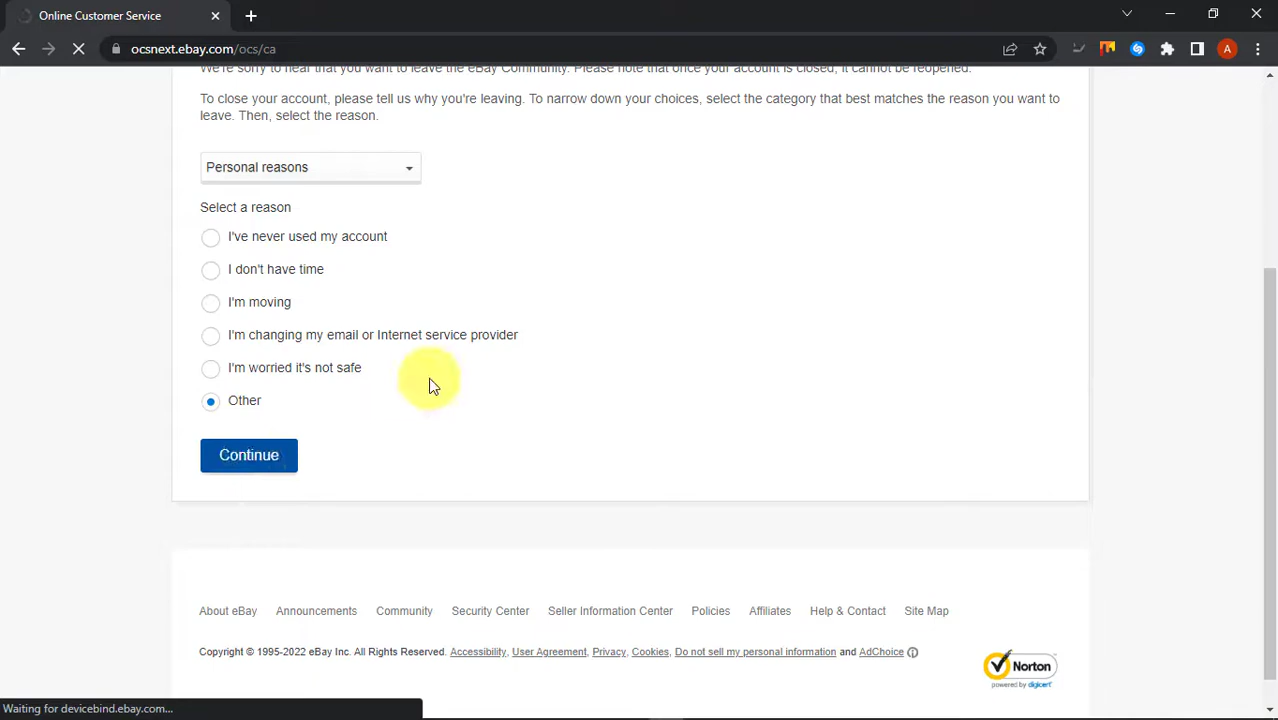 Online Customer Service
ocsnext.ebay.com/ocs/ca
A
We're sorry to hear that you want to leave the eBay Community. Please note that once your account is closed, it cannot be reopened.
To close your account, please tell us why you're leaving. To narrow down your choices, select the category that best matches the reason you want to
leave. Then, select the reason.
Personal reasons
Select a reason
I've never used my account
I don't have time
I'm moving
I'm changing my email or Internet service provider
I'm worried it's not safe
Other
Continue
About eBay Announcements Community Security Center Seller Information Center Policies Affiliates Help & Contact Site Map
Copyright © 1995-2022 eBay Inc. All Rights Reserved. Accessibility, User Agreement, Privacy, Cookies, Do not sell my personal information and AdChoice
Norton
powered by digicert
Waiting for devicebind.ebay.com...